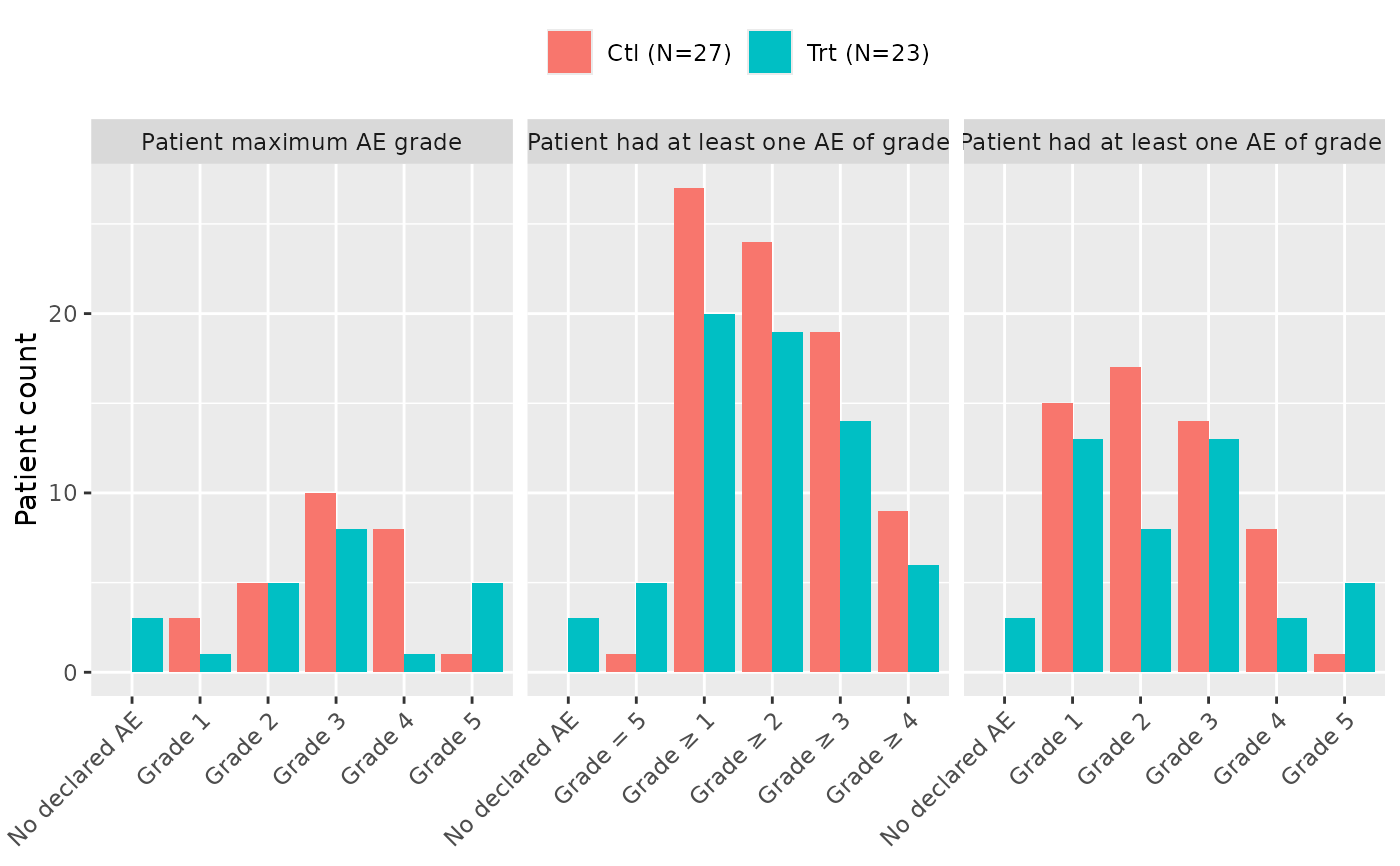 Ctl (N=27) Trt (N=23)
Patient maximum AE grade
Patient had at least one AE of grade
Patient had at least one AE of grade
Patient count
20
10
0
No declared AE
Grade 1
Grade 2
Grade 3
Grade 4
Grade 5
No declared AE
Grade = 5
Grade ≥ 1
Grade ≥ 2
Grade ≥ 3
Grade ≥ 4
No declared AE
Grade 1
Grade 2
Grade 3
Grade 4
Grade 5